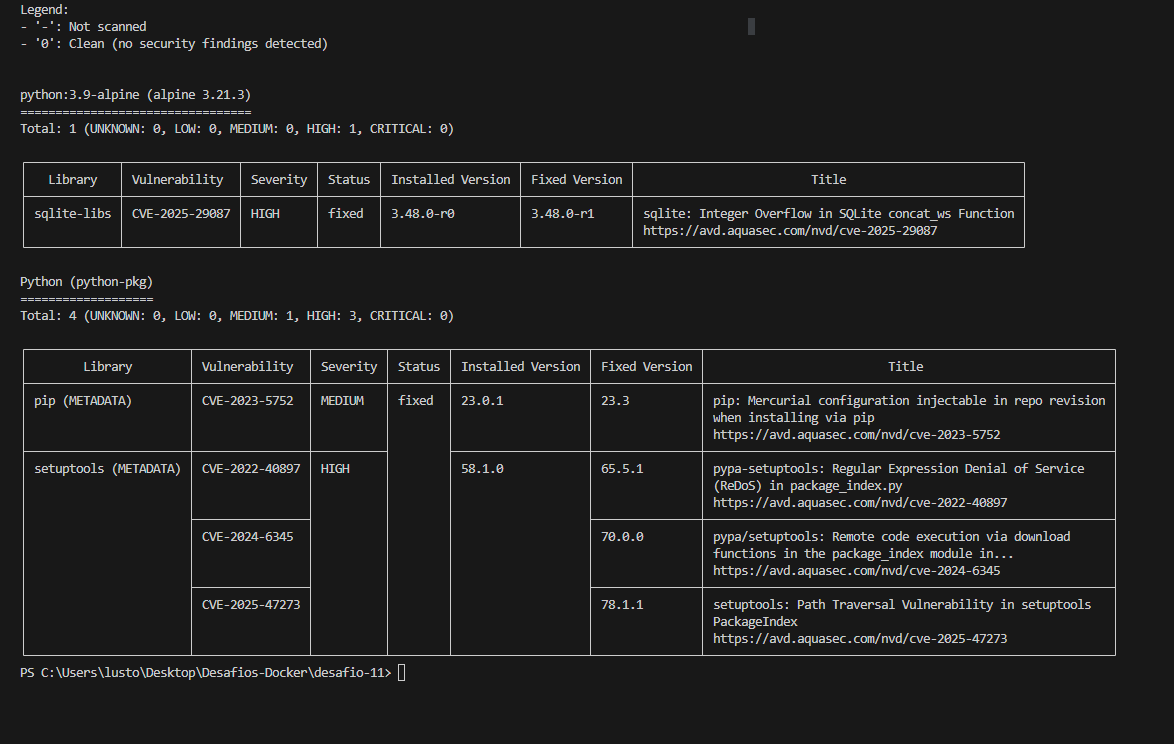 Legend:
- '-': Not scanned
- '0': Clean (no security findings detected)
python:3.9-alpine (alpine 3.21.3)
=================================
Total: 1 (UNKNOWN: 0, LOW: 0, MEDIUM: 0, HIGH: 1, CRITICAL: 0)
Library Vulnerability Severity Status Installed Version Fixed Version Title
sqlite-libs CVE-2025-29087 HIGH fixed 3.48.0-r0 3.48.0-r1 sqlite: Integer Overflow in SQLite concat_ws Function
https://avd.aquasec.com/nvd/cve-2025-29087
Python (python-pkg)
===================
Total: 4 (UNKNOWN: 0, LOW: 0, MEDIUM: 1, HIGH: 3, CRITICAL: 0)
Library Vulnerability Severity Status Installed Version Fixed Version Title
pip (METADATA) CVE-2023-5752 MEDIUM fixed 23.0.1 23.3 pip: Mercurial configuration injectable in repo revision
when installing via pip
https://avd.aquasec.com/nvd/cve-2023-5752
setuptools (METADATA) CVE-2022-40897 HIGH 58.1.0 65.5.1 pypa-setuptools: Regular Expression Denial of Service
(ReDoS) in package_index.py
https://avd.aquasec.com/nvd/cve-2022-40897
CVE-2024-6345 70.0.0 pypa/setuptools: Remote code execution via download
functions in the package_index module in...
https://avd.aquasec.com/nvd/cve-2024-6345
CVE-2025-47273 78.1.1 setuptools: Path Traversal Vulnerability in setuptools
PackageIndex
https://avd.aquasec.com/nvd/cve-2025-47273
PS C:\Users\lusto\Desktop\Desafios-Docker\desafio-11>